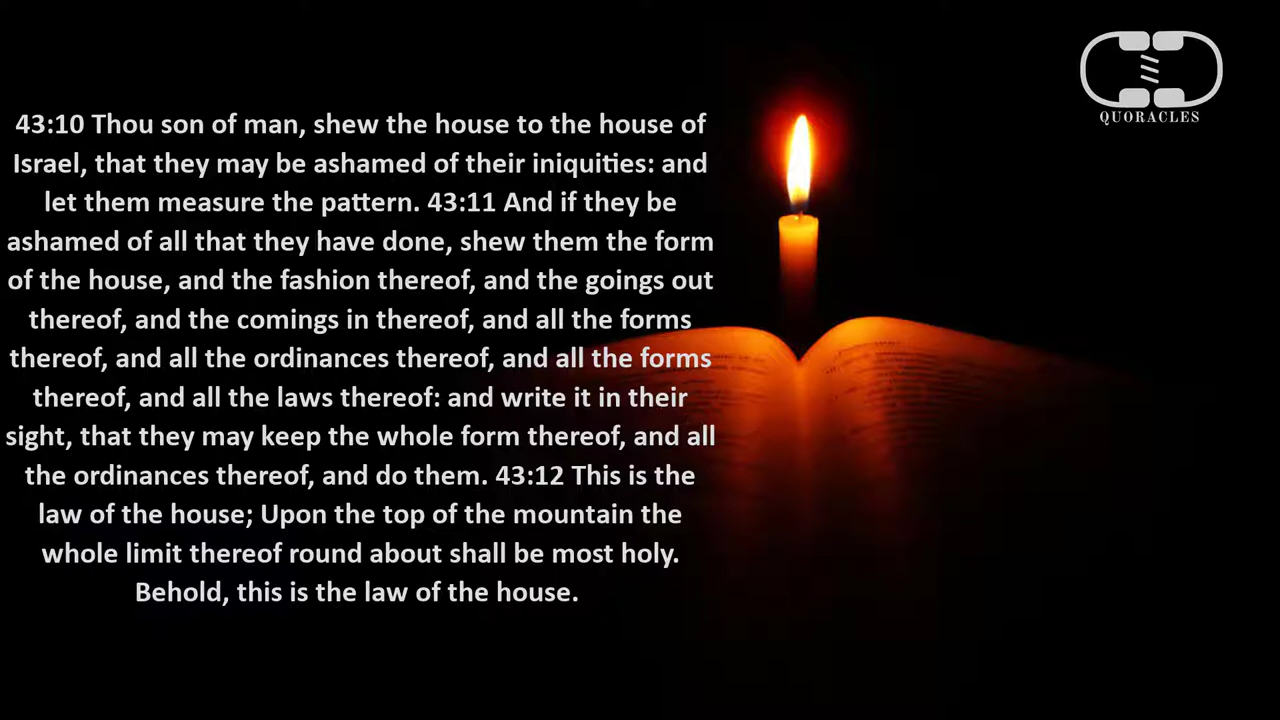 QUORACLES
43:10 Thou son of man, shew the house to the house of
Israel, that they may be ashamed of their iniquities: and
let them measure the pattern. 43:11 And if they be
ashamed of all that they have done, shew them the form
of the house, and the fashion thereof, and the goings out
thereof, and the comings in thereof, and all the forms
thereof, and all the ordinances thereof, and all the forms
thereof, and all the laws thereof: and write it in their
sight, that they may keep the whole form thereof, and all
the ordinances thereof, and do them. 43:12 This is the
law of the house; Upon the top of the mountain the
whole limit thereof round about shall be most holy.
Behold, this is the law of the house.